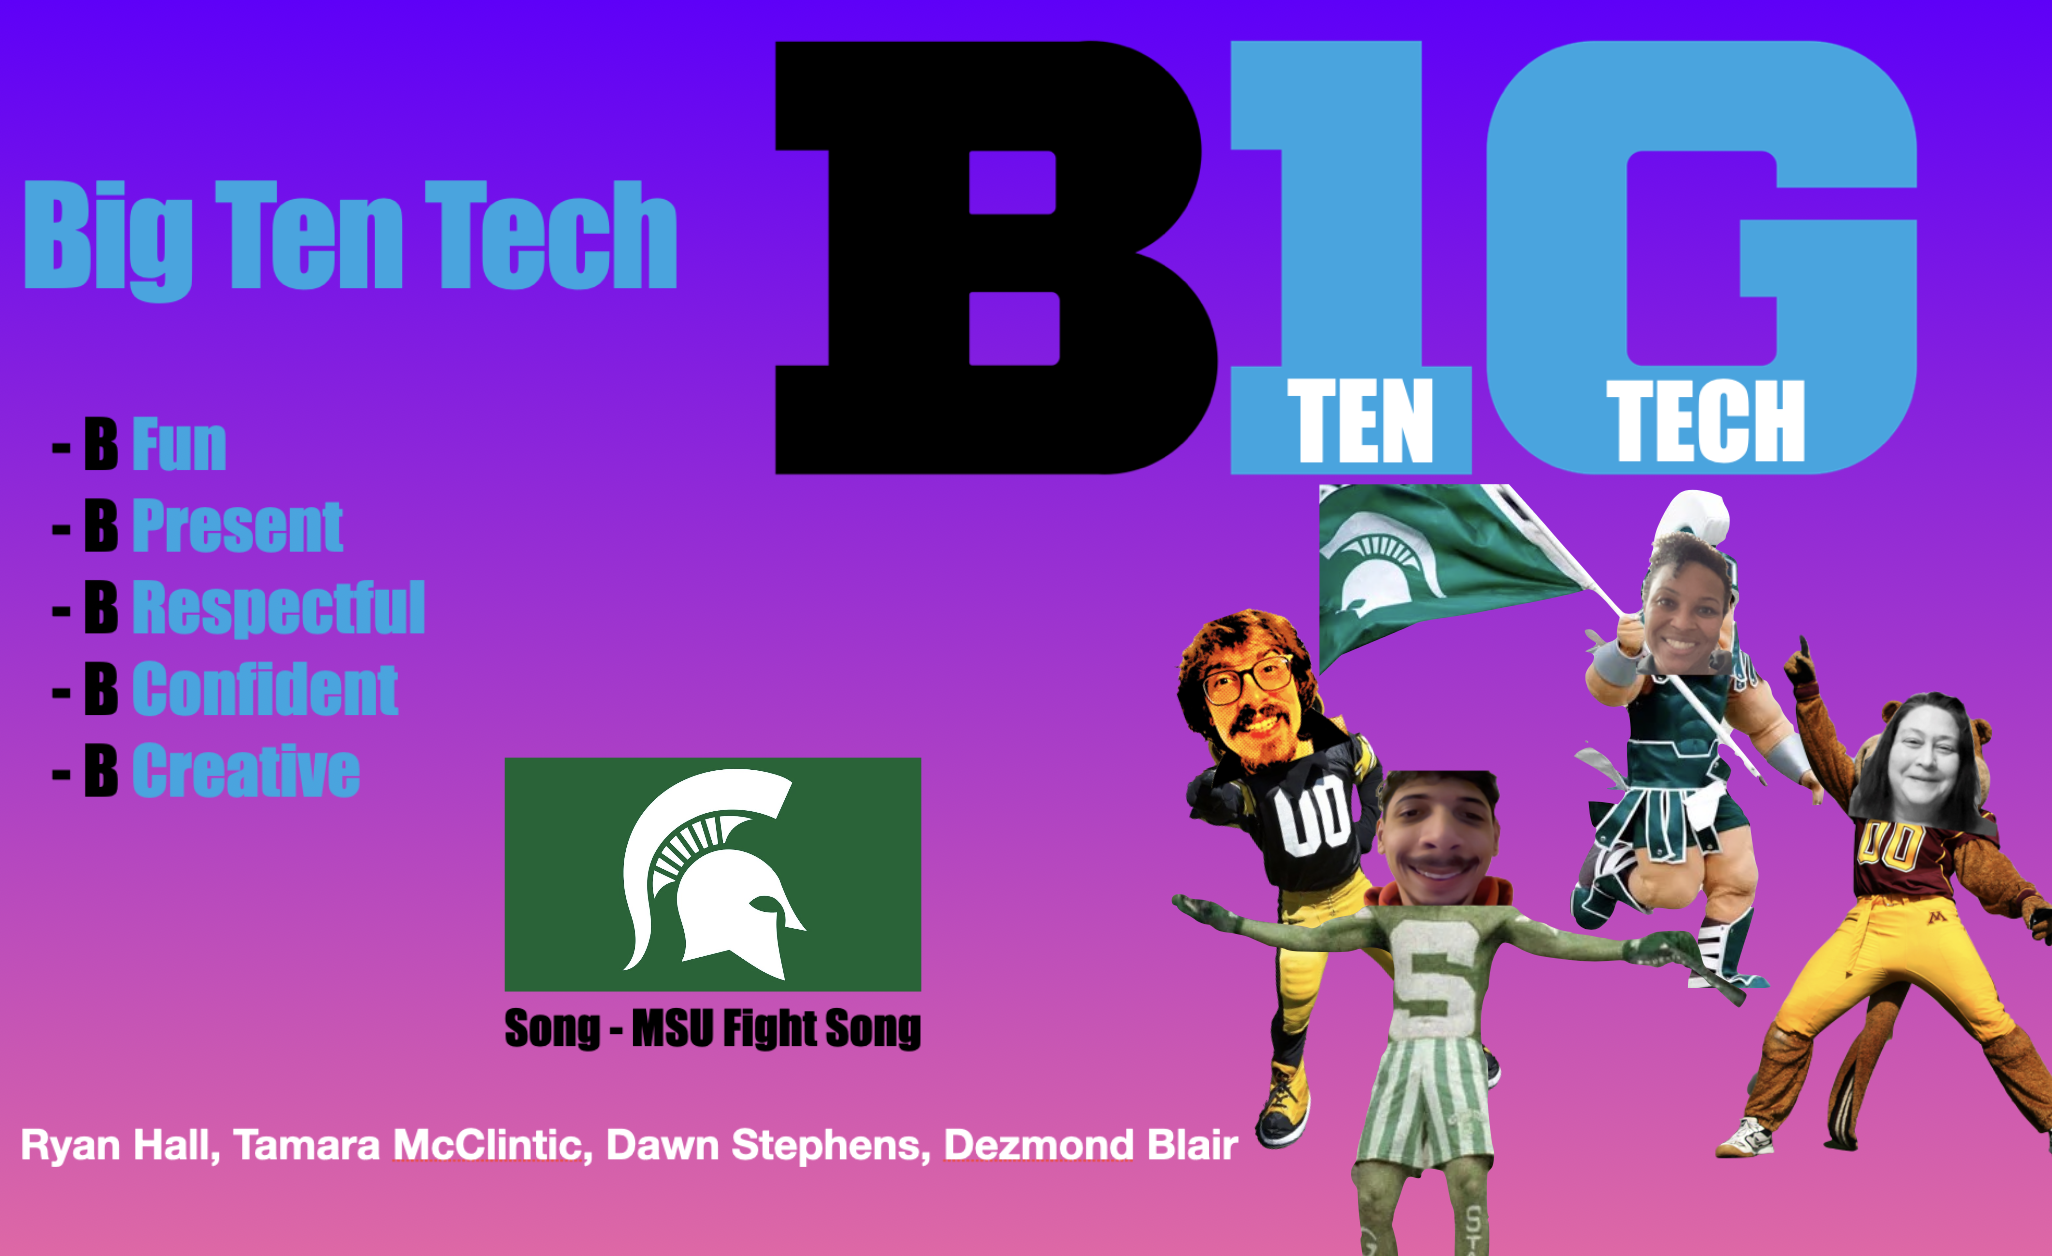 BIG
TEN
TECH
Big Ten Tech
- B Fun
- B Present
- B Respectful
- B Confident
- B Creative
Song - MSU Fight Song
Ryan Hall, Tamara McClintic, Dawn Stephens, Dezmond Blair
00
S
00
M